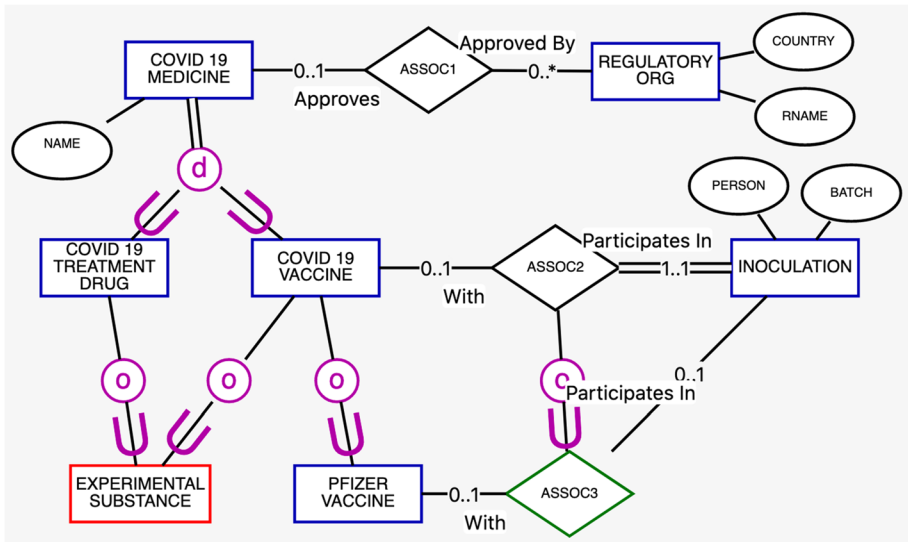 COVID 19
MEDICINE
0..1
Approves
ASSOC1
Approved By
0..*
REGULATORY
ORG
COUNTRY
RNAME
NAME
d
PERSON
BATCH
COVID 19
TREATMENT
DRUG
COVID 19
VACCINE
0..1
With
ASSOC2
Participates In
1..1
INOCULATION
o
o
o
o
Participates In
0..1
EXPERIMENTAL
SUBSTANCE
PFIZER
VACCINE
0..1
With
ASSOC3